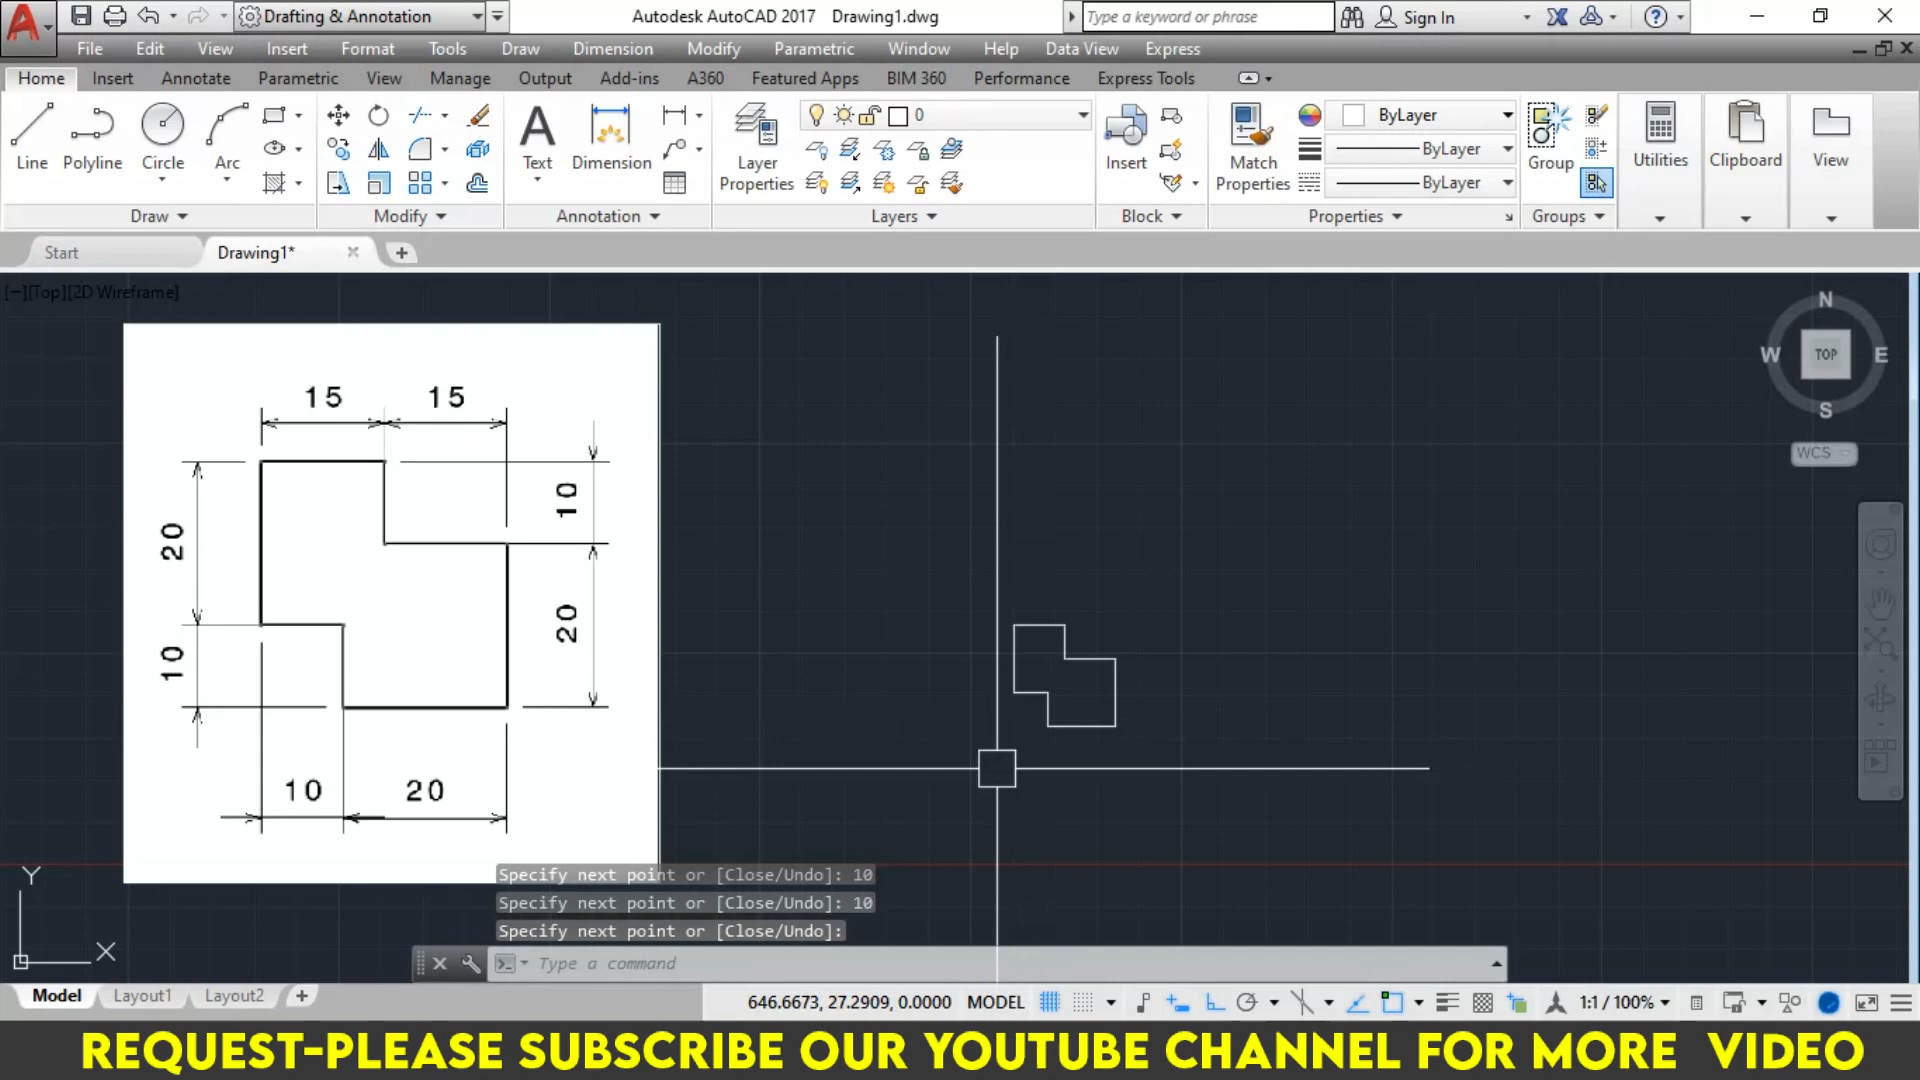 Drafting & Annotation
Autodesk AutoCAD 2017 Drawing1.dwg
Type a keyword or phrase
Sign In
File Edit View Insert Format Tools Draw Dimension Modify Parametric Window Help Data View Express
Home Insert Annotate Parametric View Manage Output Add-ins A360 Featured Apps BIM 360 Performance Express Tools
Line Polyline Circle Arc
Text Dimension
Layer Properties
0
Insert
Match Properties
ByLayer
ByLayer
ByLayer
Group
Utilities Clipboard View
Draw Modify Annotation Layers Block Properties Groups
Start Drawing1*
[−][Top][2D Wireframe]
N
W TOP E
S
WCS
15 15
10
20
20
10
10 20
Y
X
Specify next point or [Close/Undo]: 10
Specify next point or [Close/Undo]: 10
Specify next point or [Close/Undo]:
Type a command
Model Layout1 Layout2
646.6673, 27.2909, 0.0000 MODEL 1:1 / 100%
REQUEST-PLEASE SUBSCRIBE OUR YOUTUBE CHANNEL FOR MORE VIDEO